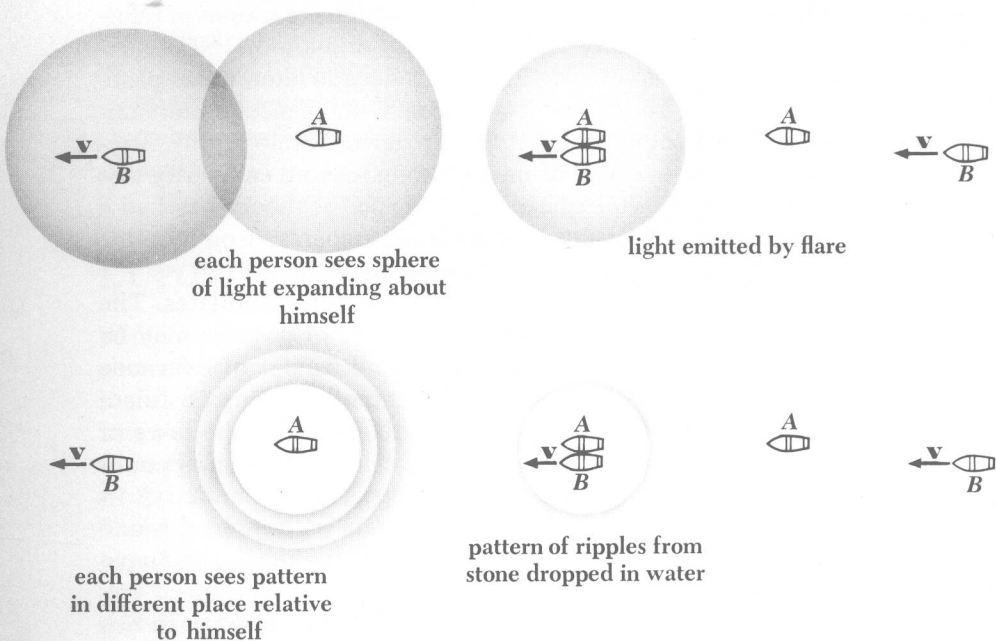 A
v
B
each person sees sphere
of light expanding about
himself
A
v
B
A
v
B
light emitted by flare
A
v
B
each person sees pattern
in different place relative
to himself
A
v
B
A
v
B
pattern of ripples from
stone dropped in water